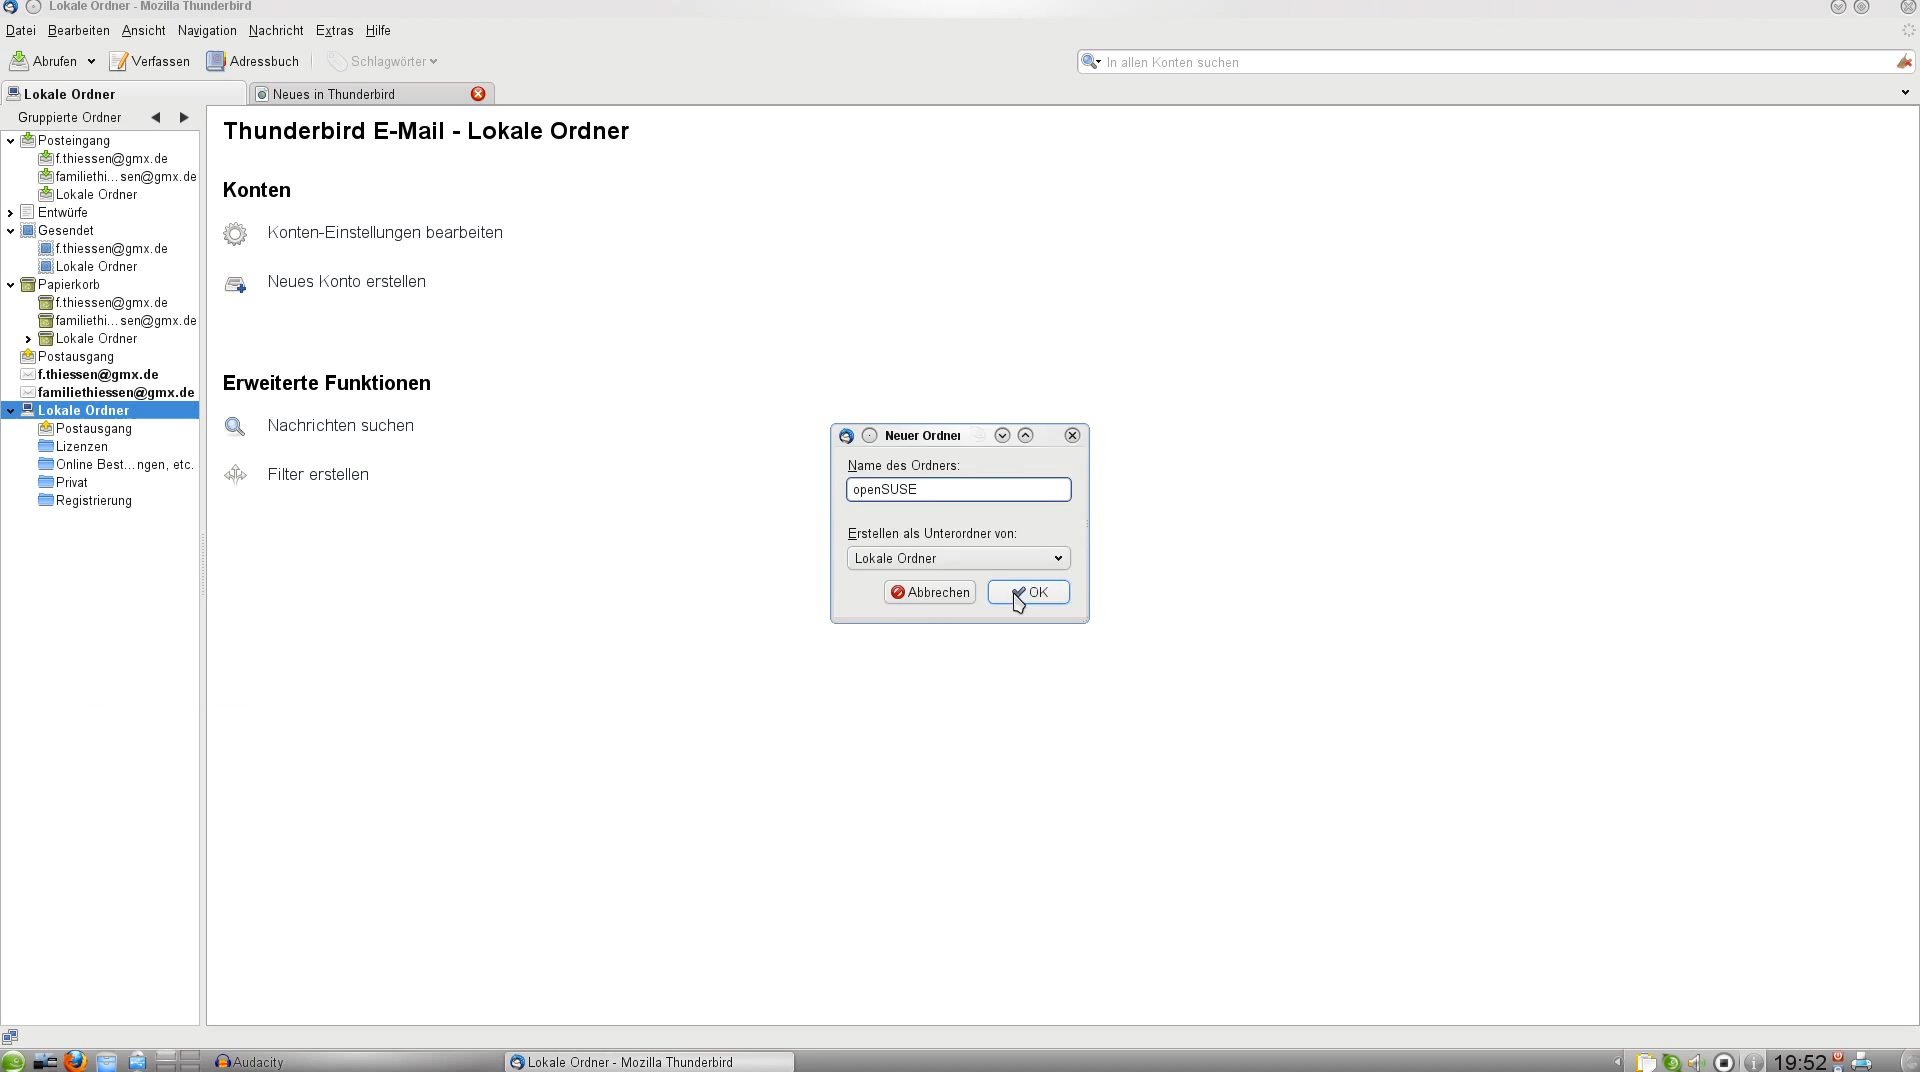 Lokale Ordner - Mozilla Thunderbird
Datei Bearbeiten Ansicht Navigation Nachricht Extras Hilfe
Abrufen Verfassen Adressbuch Schlagwörter
In allen Konten suchen
Lokale Ordner
Neues in Thunderbird
Gruppierte Ordner
Posteingang
f.thiessen@gmx.de
familiethi...sen@gmx.de
Lokale Ordner
Entwürfe
Gesendet
f.thiessen@gmx.de
Lokale Ordner
Papierkorb
f.thiessen@gmx.de
familiethi...sen@gmx.de
Lokale Ordner
Postausgang
f.thiessen@gmx.de
familiethiessen@gmx.de
Lokale Ordner
Postausgang
Lizenzen
Online Best...ngen, etc.
Privat
Registrierung
Thunderbird E-Mail - Lokale Ordner
Konten
Konten-Einstellungen bearbeiten
Neues Konto erstellen
Erweiterte Funktionen
Nachrichten suchen
Filter erstellen
Neuer Ordner
Name des Ordners:
openSUSE
Erstellen als Unterordner von:
Lokale Ordner
Abbrechen
OK
Audacity
Lokale Ordner - Mozilla Thunderbird
19:52